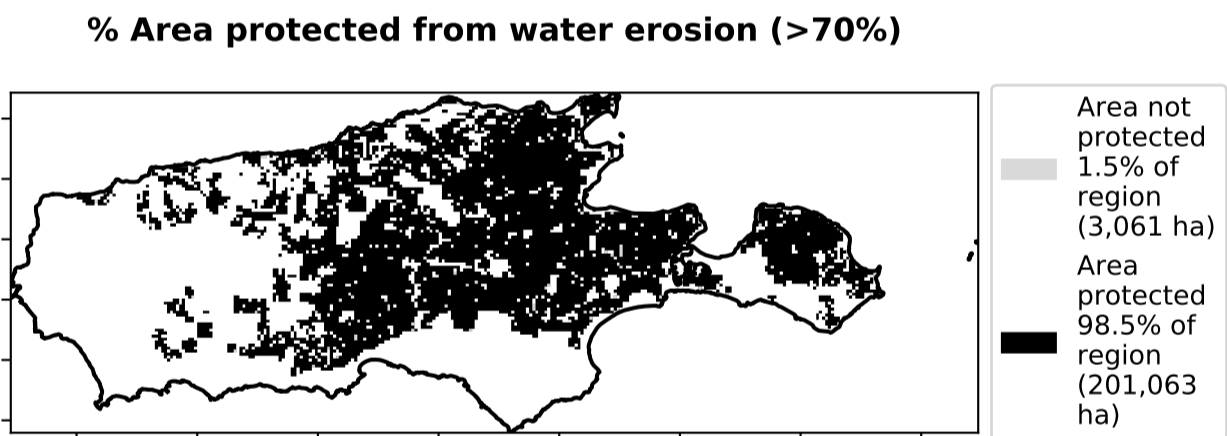 % Area protected from water erosion (>70%)
Area not
protected
1.5% of
region
(3,061 ha)
Area
protected
98.5% of
region
(201,063
ha)